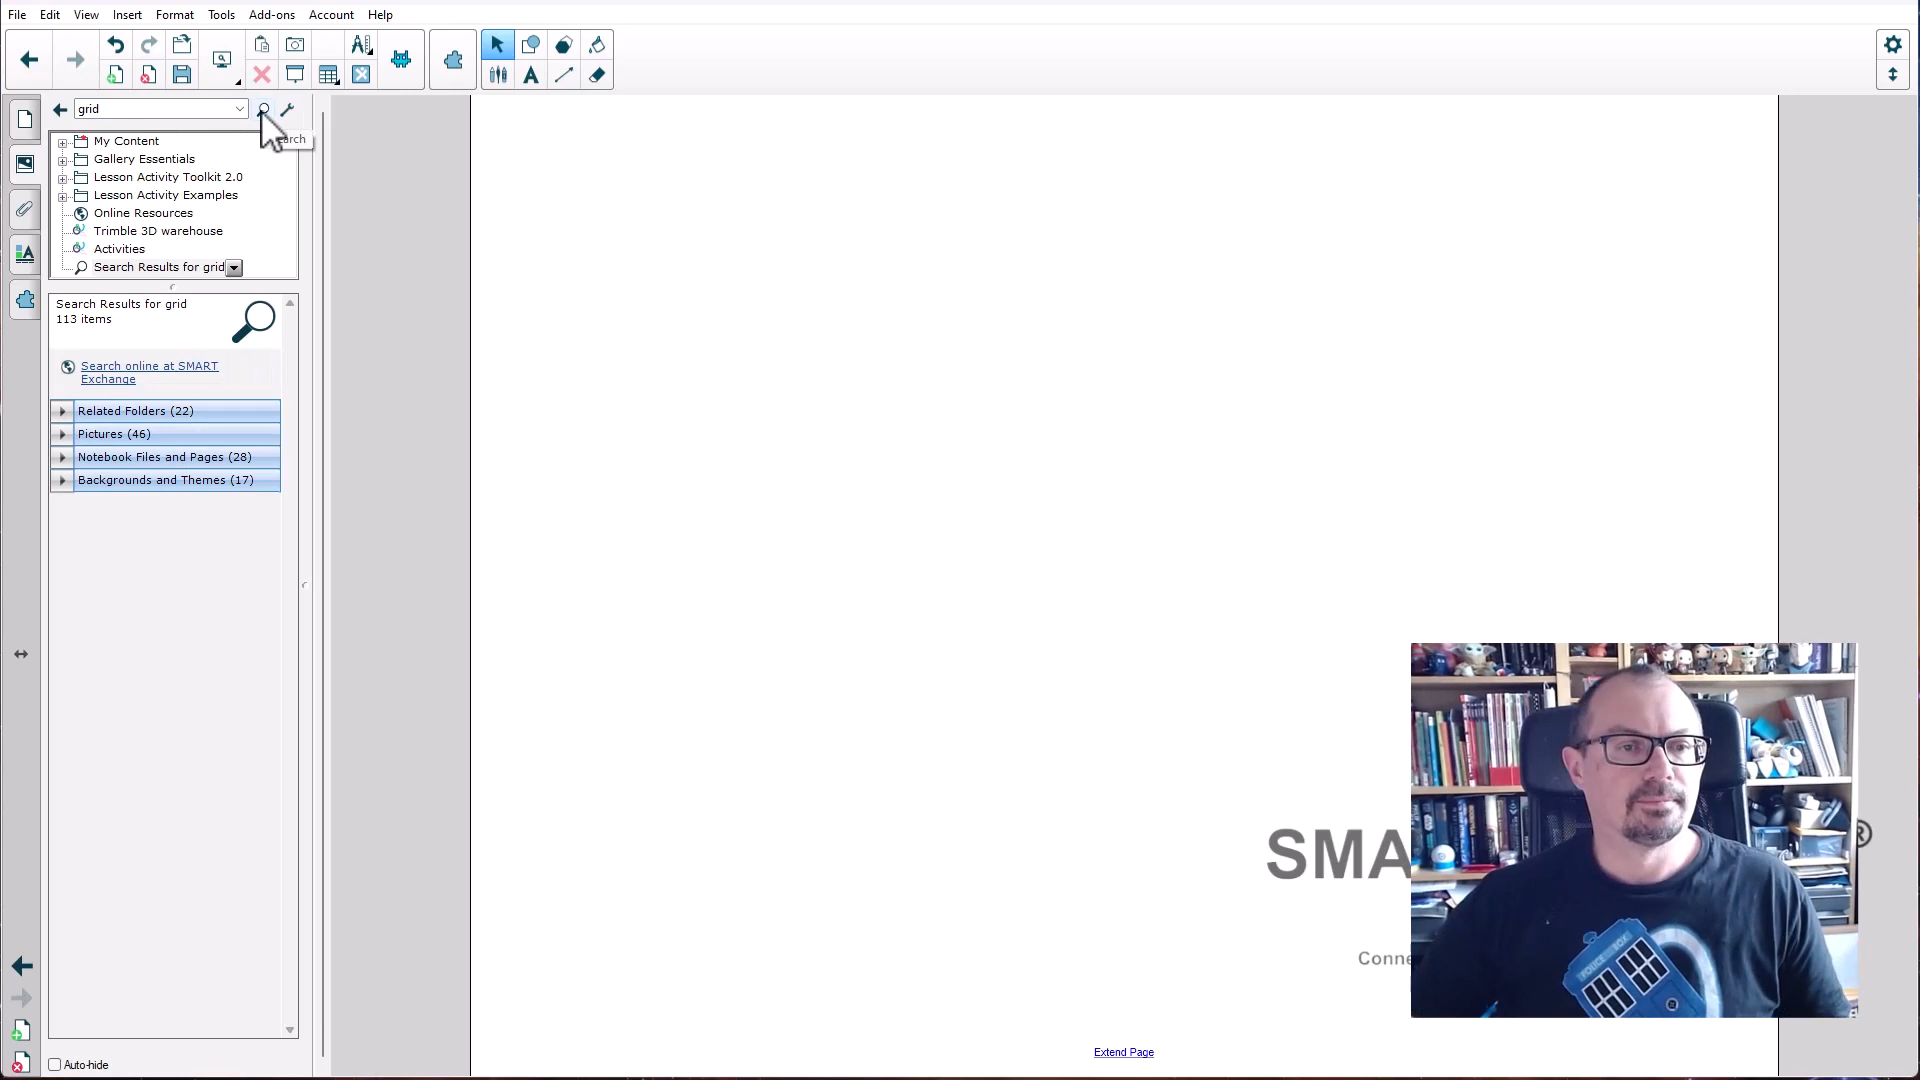 File Edit View Insert Format Tools Add-ons Account Help
grid
arch
My Content
Gallery Essentials
Lesson Activity Toolkit 2.0
Lesson Activity Examples
Online Resources
Trimble 3D warehouse
Activities
Search Results for grid
Search Results for grid
113 items
Search online at SMART
Exchange
Related Folders (22)
Pictures (46)
Notebook Files and Pages (28)
Backgrounds and Themes (17)
SMA ®
Conne
POLICE BOX
Extend Page
Auto-hide